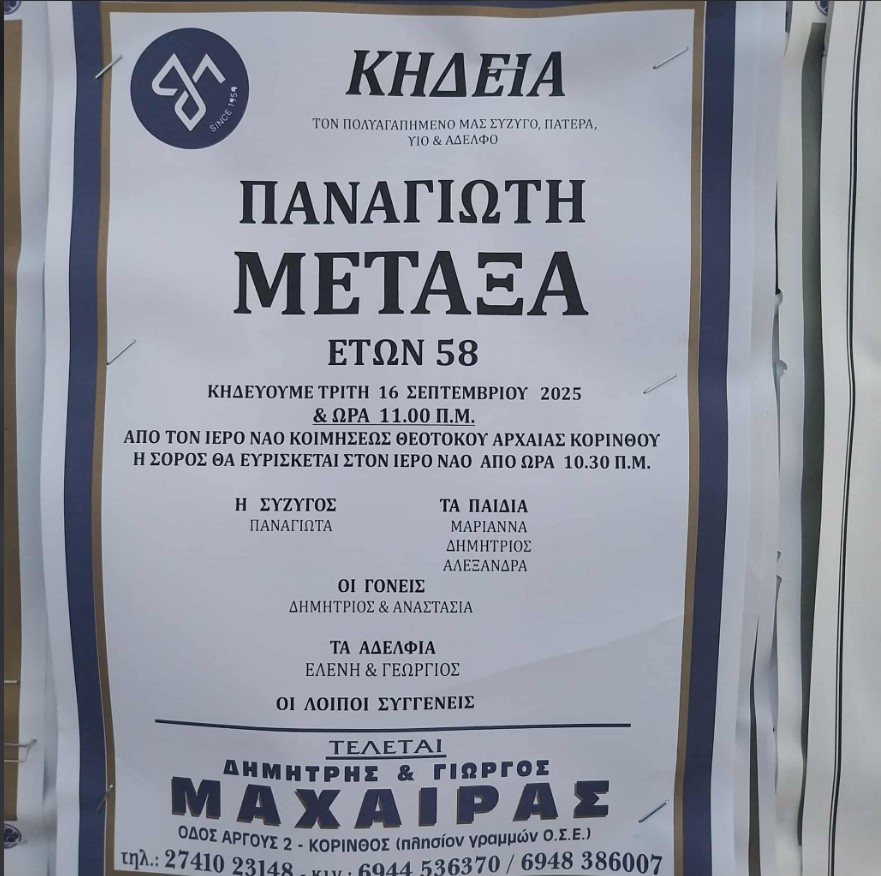 SINCE 1959
ΚΗΔΕΙΑ
ΤΟΝ ΠΟΛΥΑΓΑΠΗΜΕΝΟ ΜΑΣ ΣΥΖΥΓΟ, ΠΑΤΕΡΑ,
ΥΙΟ & ΑΔΕΛΦΟ
ΠΑΝΑΓΙΩΤΗ
ΜΕΤΑΞΑ
ΕΤΩΝ 58
ΚΗΔΕΥΟΥΜΕ ΤΡΙΤΗ 16 ΣΕΠΤΕΜΒΡΙΟΥ 2025
& ΩΡΑ 11.00 Π.Μ.
ΑΠΟ ΤΟΝ ΙΕΡΟ ΝΑΟ ΚΟΙΜΗΣΕΩΣ ΘΕΟΤΟΚΟΥ ΑΡΧΑΙΑΣ ΚΟΡΙΝΘΟΥ
Η ΣΟΡΟΣ ΘΑ ΕΥΡΙΣΚΕΤΑΙ ΣΤΟΝ ΙΕΡΟ ΝΑΟ ΑΠΟ ΩΡΑ 10.30 Π.Μ.
Η ΣΥΖΥΓΟΣ
ΠΑΝΑΓΙΩΤΑ
ΤΑ ΠΑΙΔΙΑ
ΜΑΡΙΑΝΝΑ
ΔΗΜΗΤΡΙΟΣ
ΑΛΕΞΑΝΔΡΑ
ΟΙ ΓΟΝΕΙΣ
ΔΗΜΗΤΡΙΟΣ & ΑΝΑΣΤΑΣΙΑ
ΤΑ ΑΔΕΛΦΙΑ
ΕΛΕΝΗ & ΓΕΩΡΓΙΟΣ
ΟΙ ΛΟΙΠΟΙ ΣΥΓΓΕΝΕΙΣ
ΤΕΛΕΤΑΙ
ΔΗΜΗΤΡΗΣ & ΓΙΩΡΓΟΣ
ΜΑΧΑΙΡΑΣ
ΟΔΟΣ ΑΡΓΟΥΣ 2 - ΚΟΡΙΝΘΟΣ (πλησίον γραμμών Ο.Σ.Ε.)
τηλ.: 27410 23148 - κιν.: 6944 536370 / 6948 386007